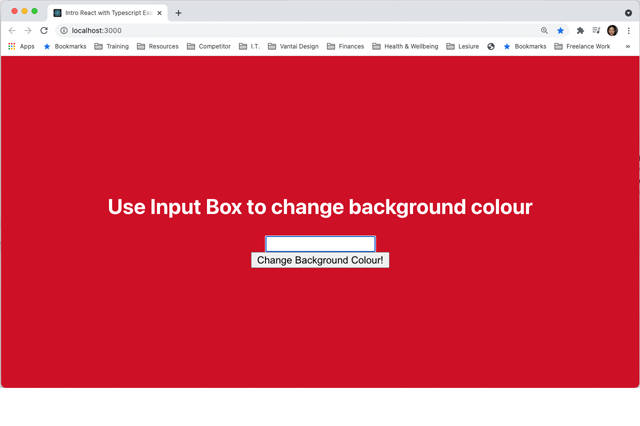 Intro React with Typescript Exa
localhost:3000
Apps Bookmarks Training Resources Competitor I.T. Vantai Design Finances Health & Wellbeing Lesiure Bookmarks Freelance Work »
Use Input Box to change background colour
Change Background Colour!